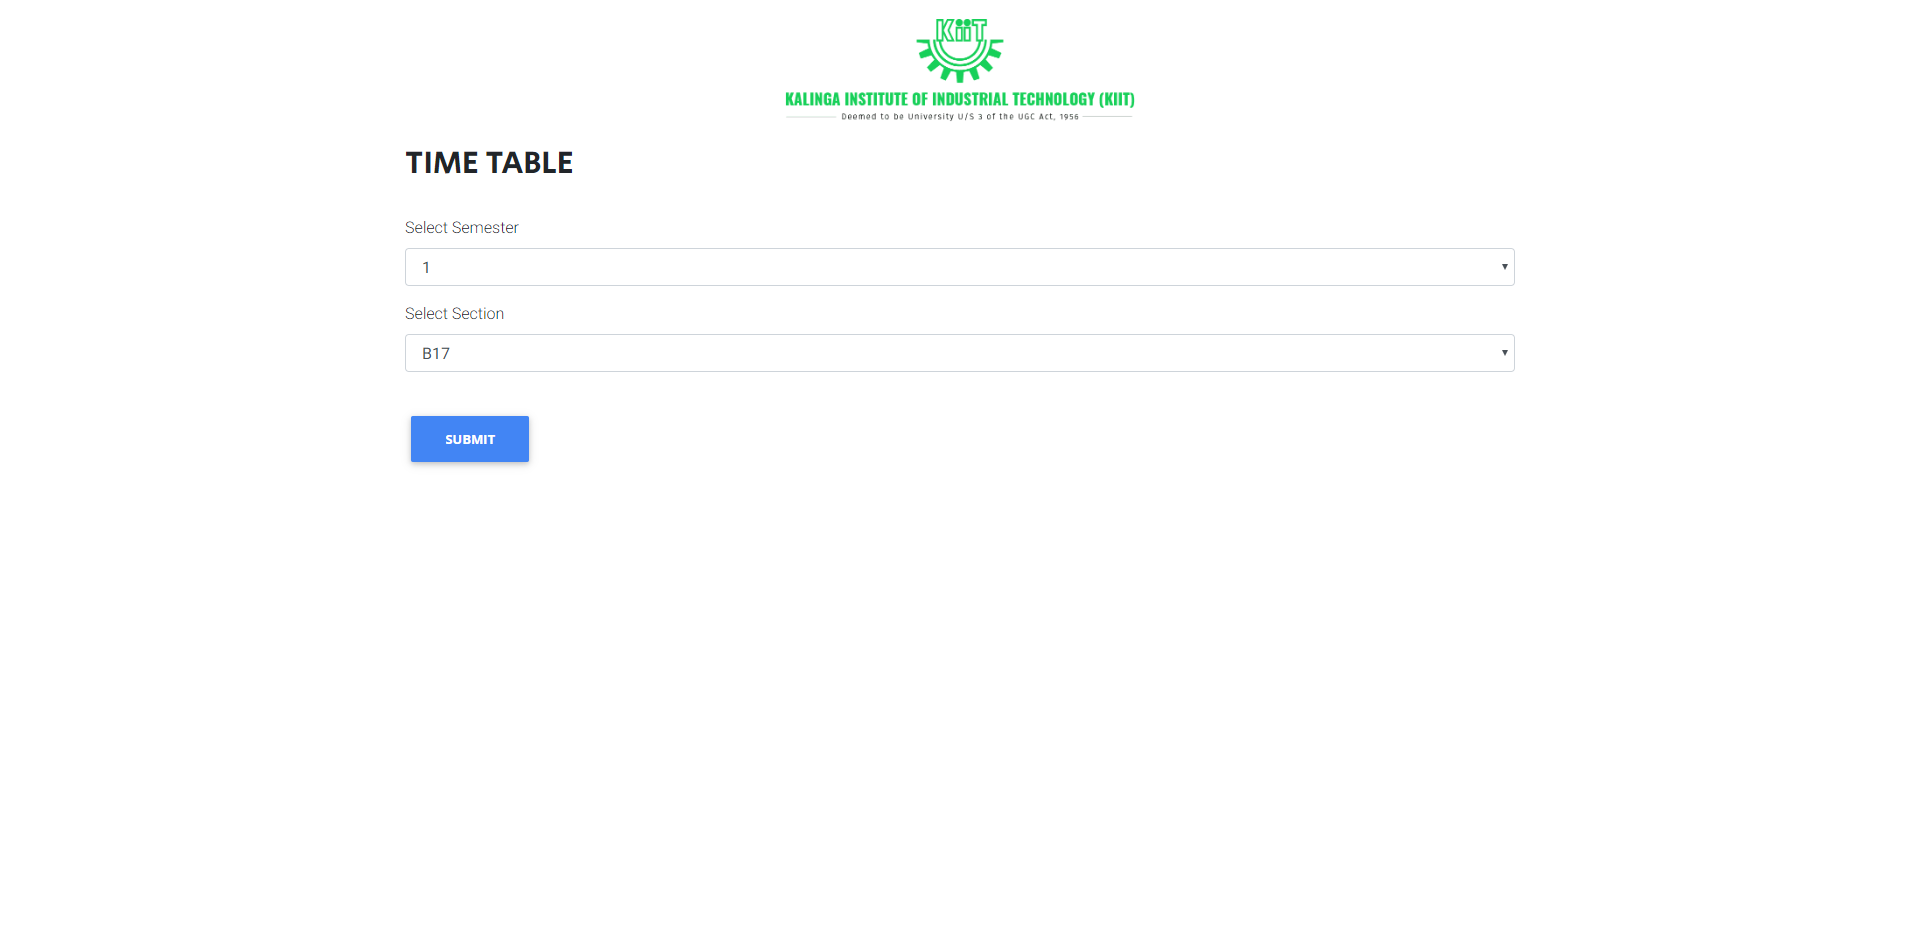 KiiT
KALINGA INSTITUTE OF INDUSTRIAL TECHNOLOGY (KIIT)
Deemed to be University U/S 3 of the UGC Act, 1956
TIME TABLE
Select Semester
1
Select Section
B17
SUBMIT